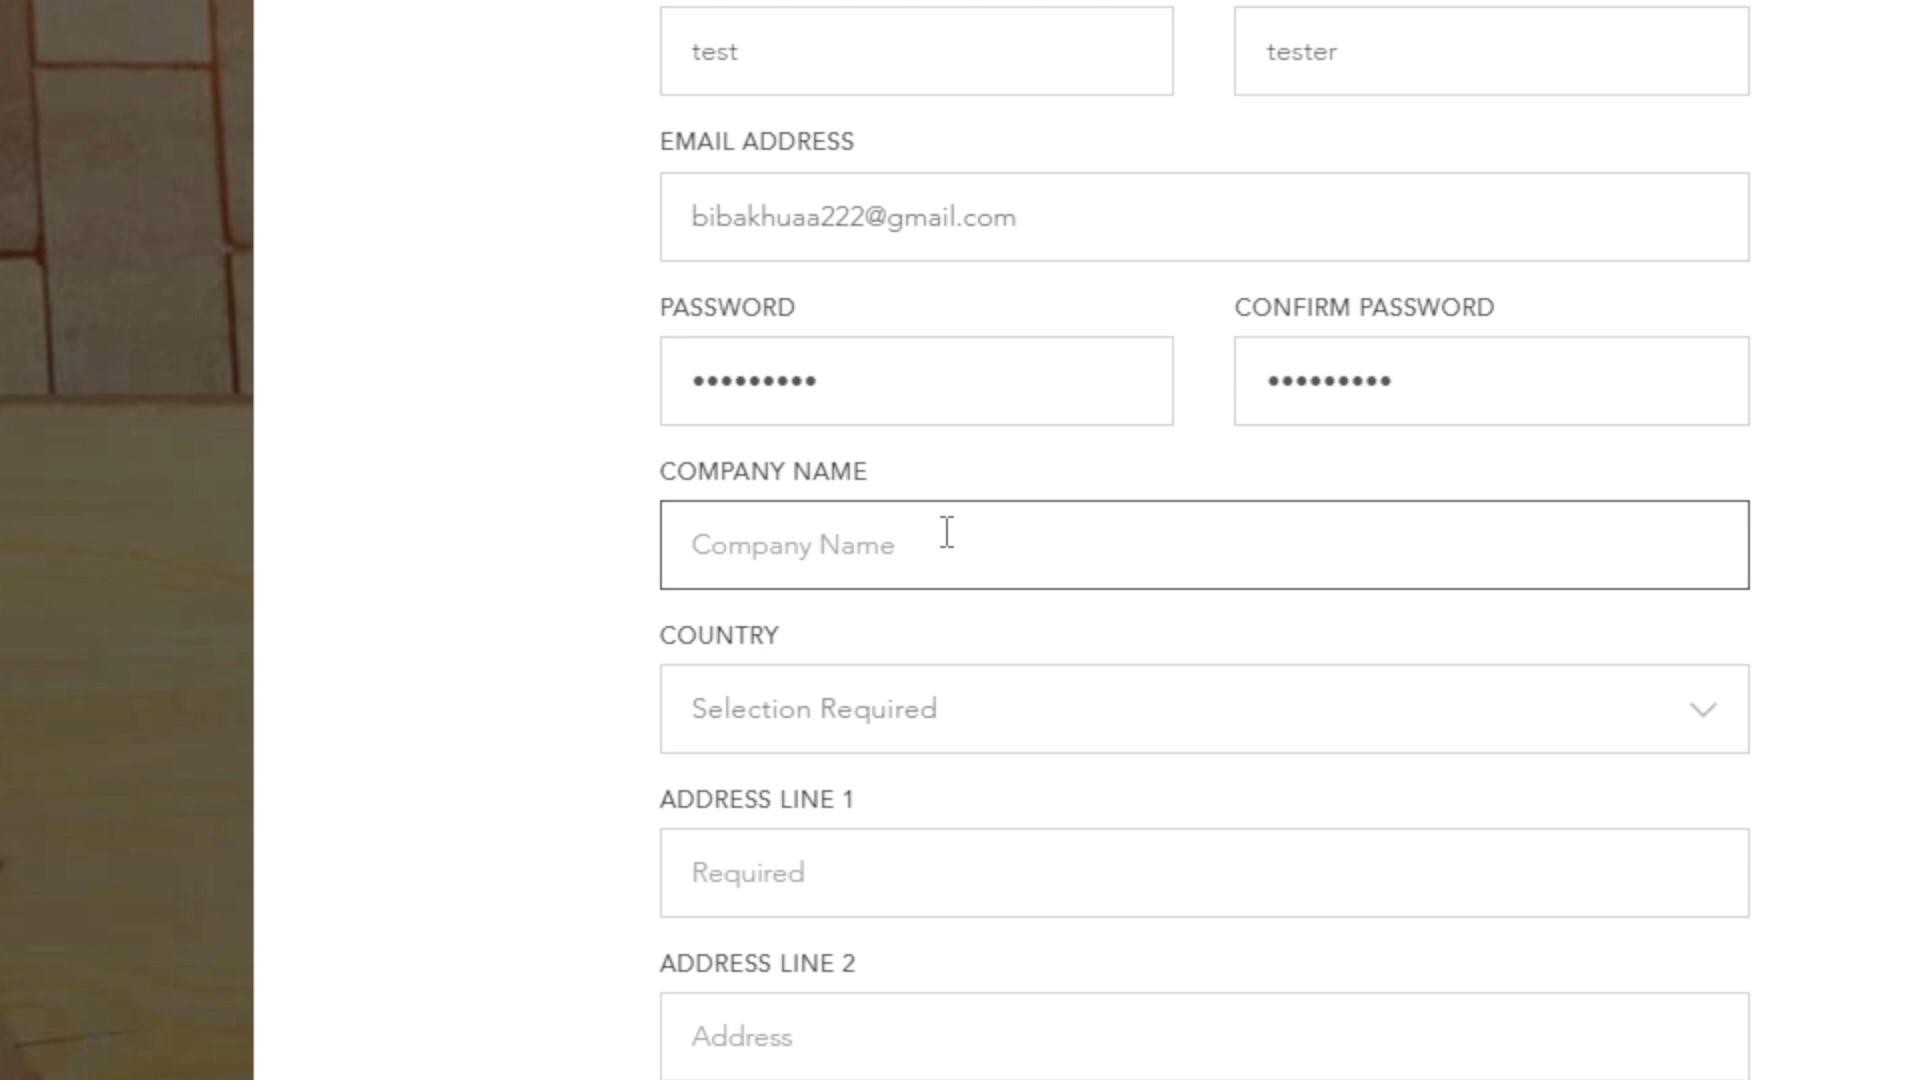 test tester
EMAIL ADDRESS
bibakhuaa222@gmail.com
PASSWORD CONFIRM PASSWORD
••••••••• •••••••••
COMPANY NAME
Company Name
COUNTRY
Selection Required
ADDRESS LINE 1
Required
ADDRESS LINE 2
Address